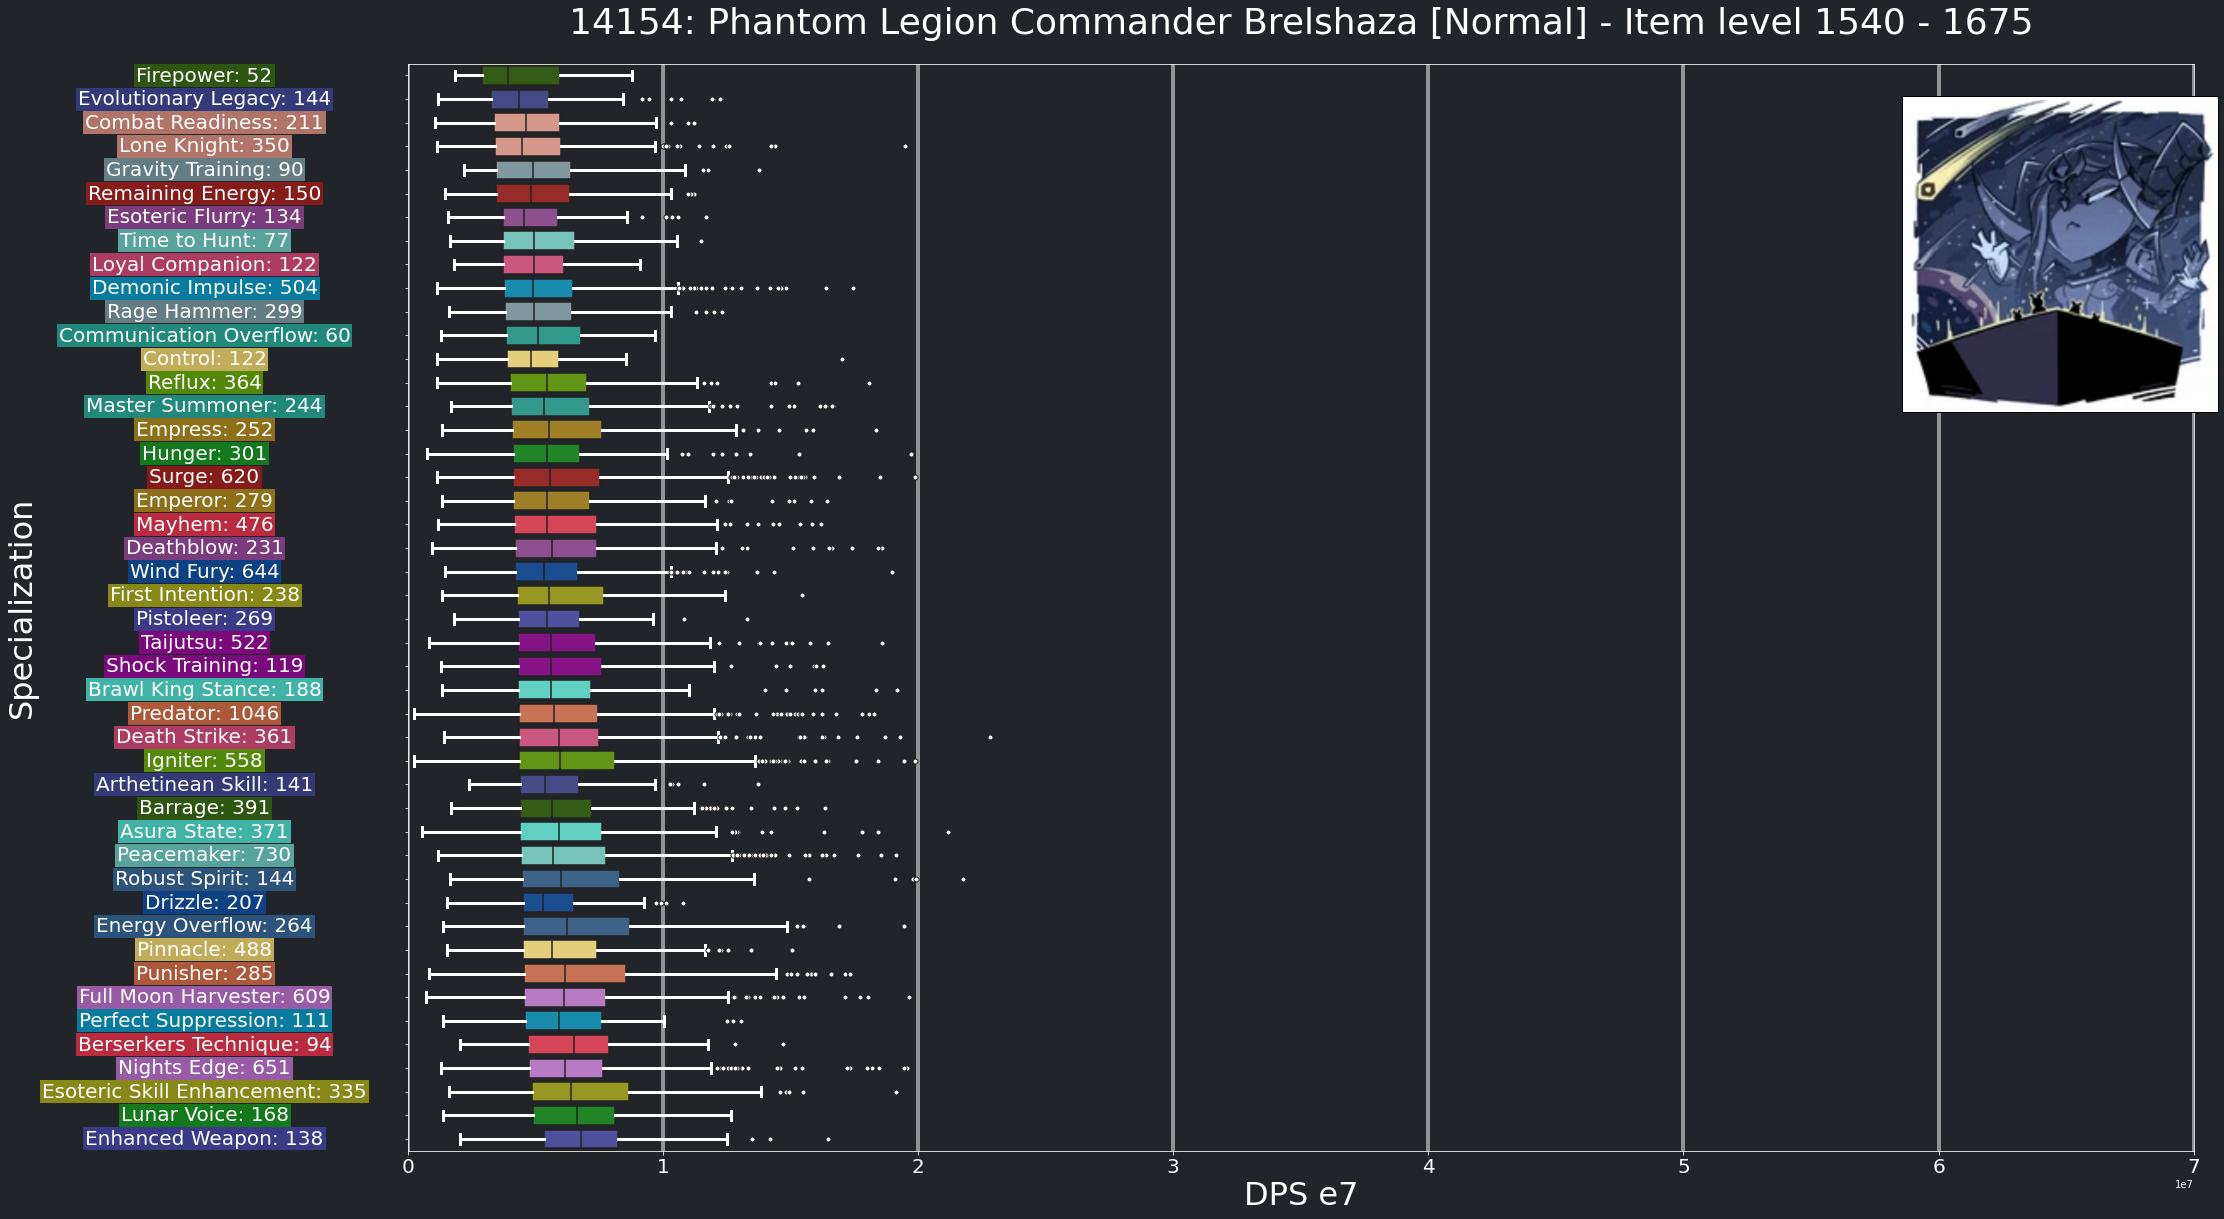 14154: Phantom Legion Commander Brelshaza [Normal] - Item level 1540 - 1675
Firepower: 52
Evolutionary Legacy: 144
Combat Readiness: 211
Lone Knight: 350
Gravity Training: 90
Remaining Energy: 150
Esoteric Flurry: 134
Time to Hunt: 77
Loyal Companion: 122
Demonic Impulse: 504
Rage Hammer: 299
Communication Overflow: 60
Control: 122
Reflux: 364
Master Summoner: 244
Empress: 252
Hunger: 301
Surge: 620
Emperor: 279
Mayhem: 476
Deathblow: 231
Wind Fury: 644
First Intention: 238
Pistoleer: 269
Taijutsu: 522
Shock Training: 119
Brawl King Stance: 188
Predator: 1046
Death Strike: 361
Igniter: 558
Arthetinean Skill: 141
Barrage: 391
Asura State: 371
Peacemaker: 730
Robust Spirit: 144
Drizzle: 207
Energy Overflow: 264
Pinnacle: 488
Punisher: 285
Full Moon Harvester: 609
Perfect Suppression: 111
Berserkers Technique: 94
Nights Edge: 651
Esoteric Skill Enhancement: 335
Lunar Voice: 168
Enhanced Weapon: 138
Specialization
0 1 2 3 4 5 6 7
1e7
DPS e7